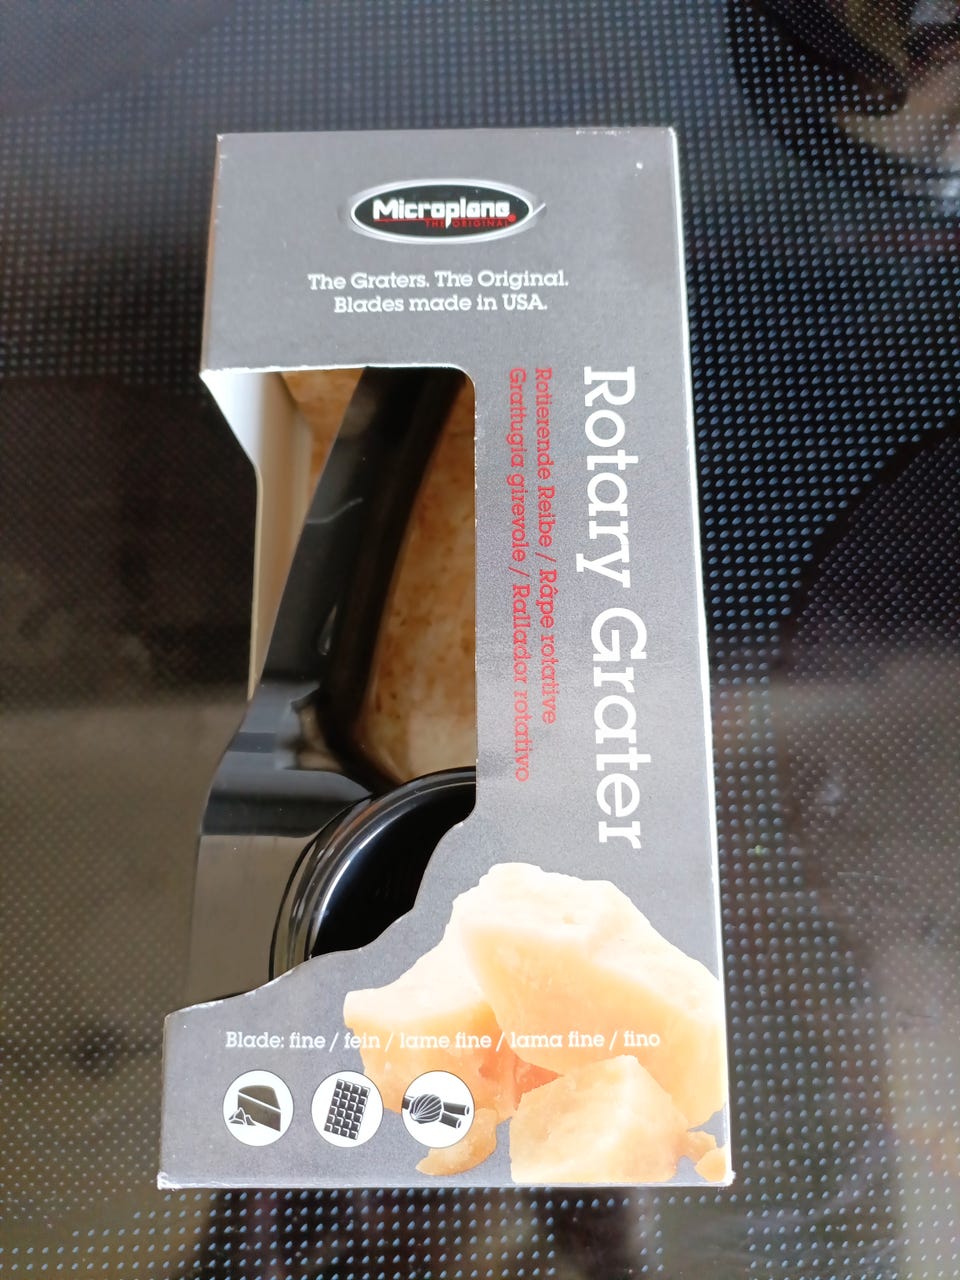 Microplane
THE ORIGINAL
The Graters. The Original.
Blades made in USA.
Rotary Grater
Rotierende Reibe / Râpe rotative
Grattugia girevole / Rallador rotativo
Blade: fine / fein / lame fine / lama fine / fino